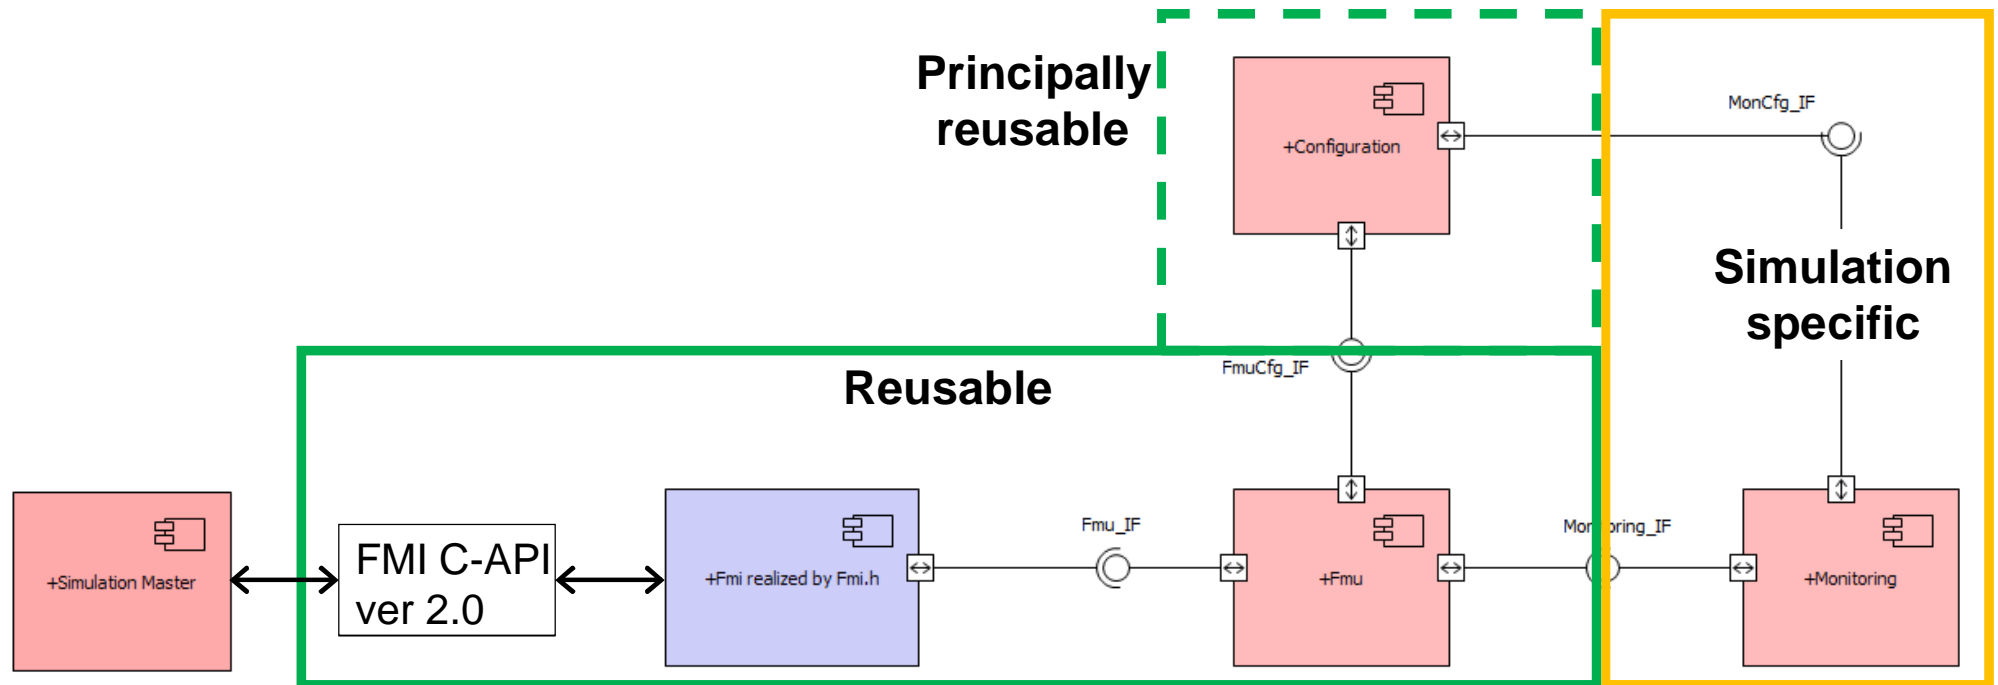 Principally
reusable
+Configuration
MonCfg_IF
Simulation
specific
FmuCfg_IF
Reusable
+Simulation Master
FMI C-API
ver 2.0
+Fmi realized by Fmi.h
Fmu_IF
+Fmu
Monitoring_IF
+Monitoring